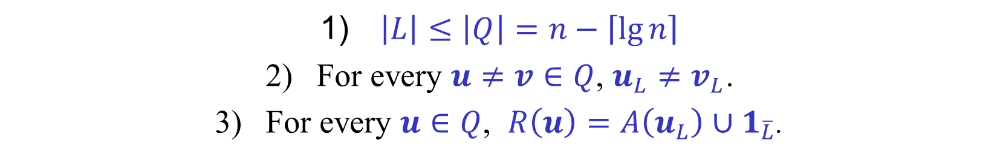 1) |L| ≤ |Q| = n − ⌈lg n⌉
2) For every u ≠ v ∈ Q, u_L ≠ v_L.
3) For every u ∈ Q, R(u) = A(u_L) ∪ 1_L̅.